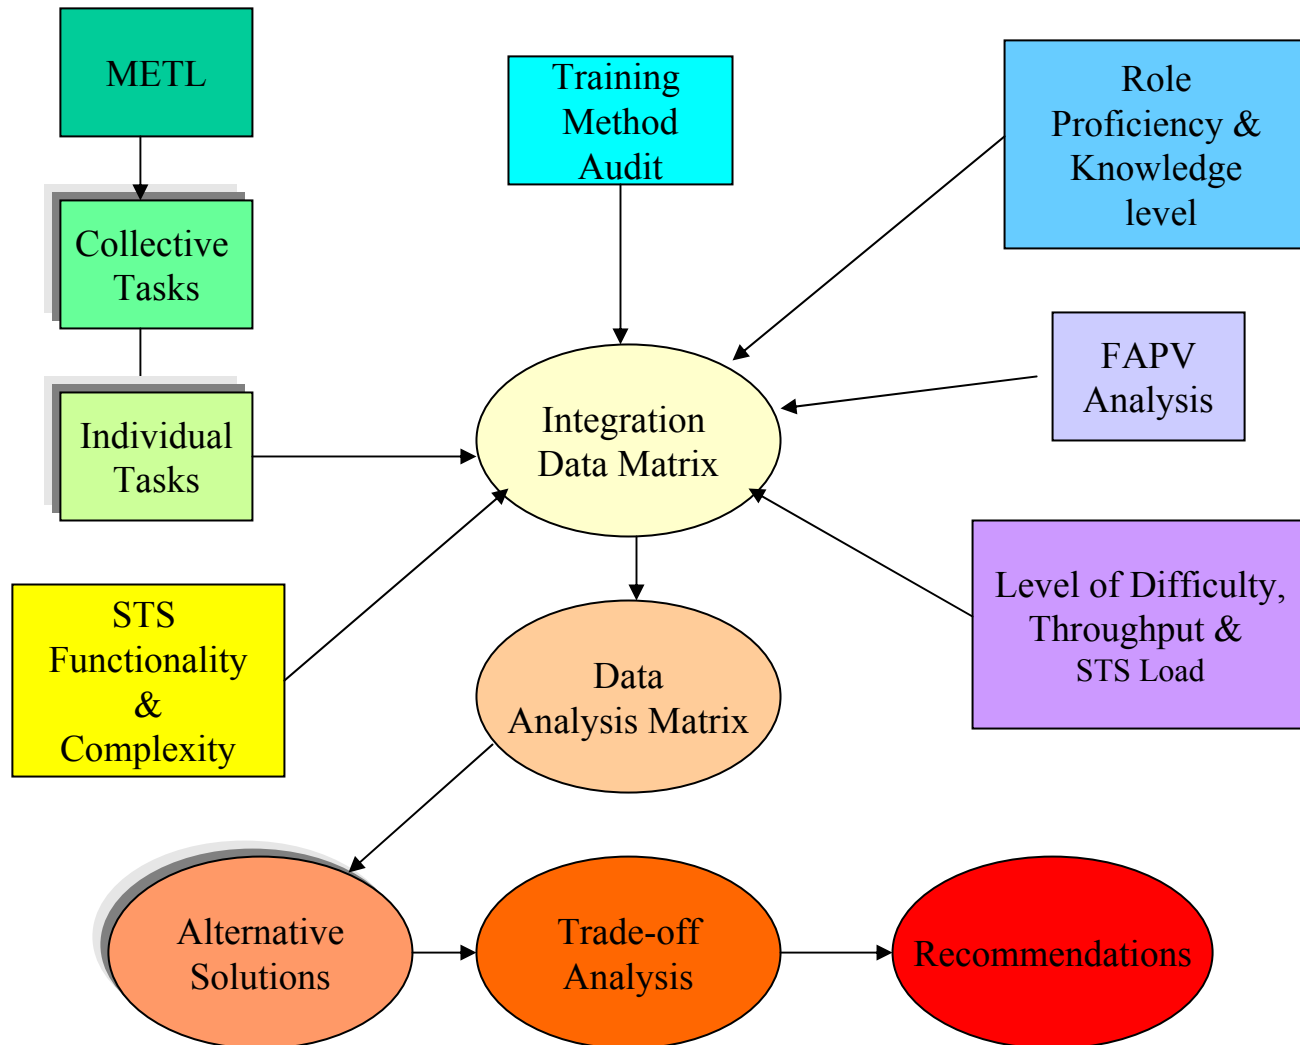 METL
Training
Method
Audit
Role
Proficiency &
Knowledge
level
Collective
Tasks
FAPV
Analysis
Individual
Tasks
Integration
Data Matrix
STS
Functionality
&
Complexity
Level of Difficulty,
Throughput &
STS Load
Data
Analysis Matrix
Alternative
Solutions
Trade-off
Analysis
Recommendations